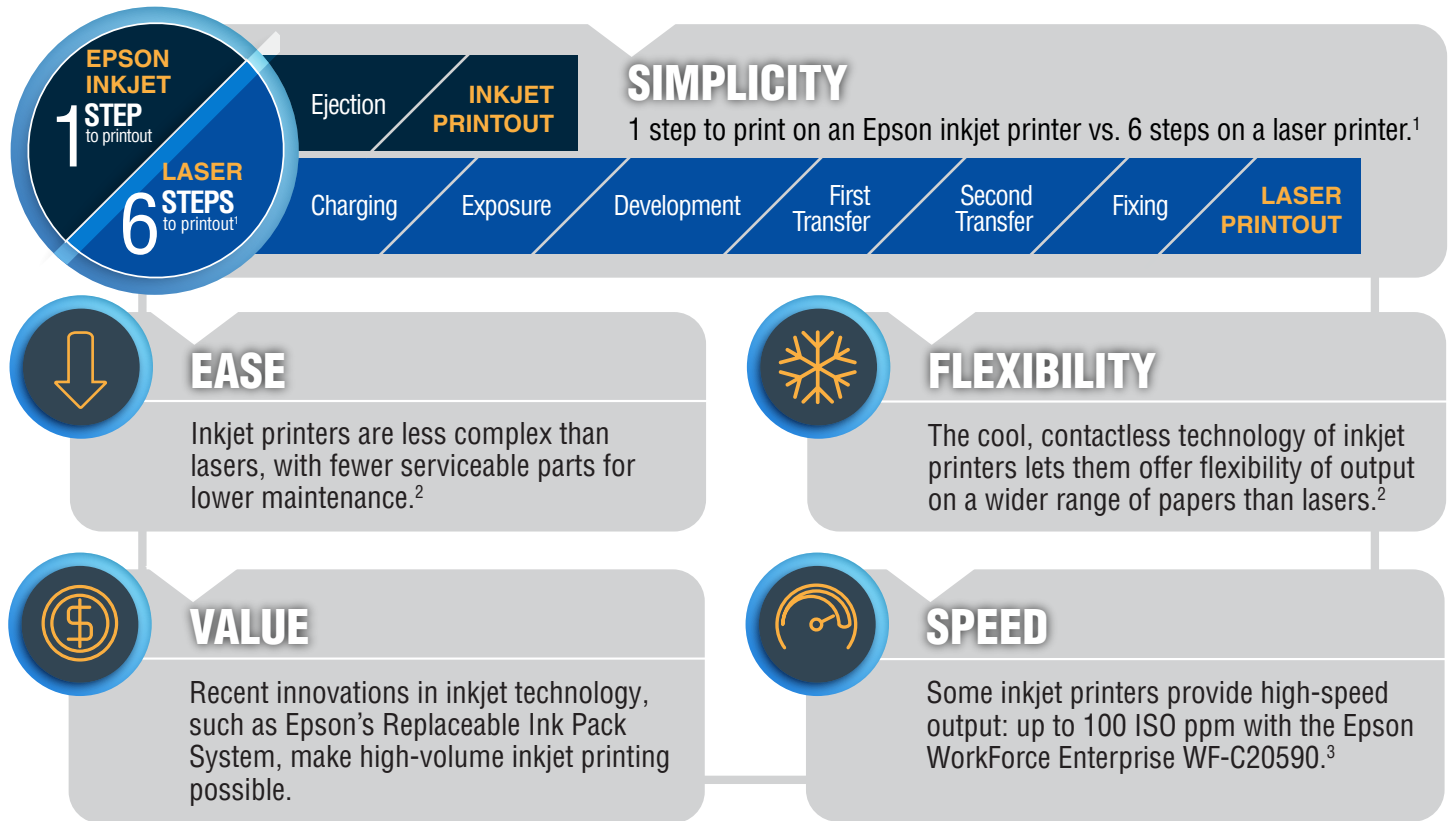 EPSON
INKJET
1 STEP
to printout
LASER
6 STEPS
to printout¹
Ejection
INKJET
PRINTOUT
SIMPLICITY
1 step to print on an Epson inkjet printer vs. 6 steps on a laser printer.¹
Charging
Exposure
Development
First
Transfer
Second
Transfer
Fixing
LASER
PRINTOUT
EASE
Inkjet printers are less complex than
lasers, with fewer serviceable parts for
lower maintenance.²
FLEXIBILITY
The cool, contactless technology of inkjet
printers lets them offer flexibility of output
on a wider range of papers than lasers.²
$
VALUE
Recent innovations in inkjet technology,
such as Epson's Replaceable Ink Pack
System, make high-volume inkjet printing
possible.
SPEED
Some inkjet printers provide high-speed
output: up to 100 ISO ppm with the Epson
WorkForce Enterprise WF-C20590.³